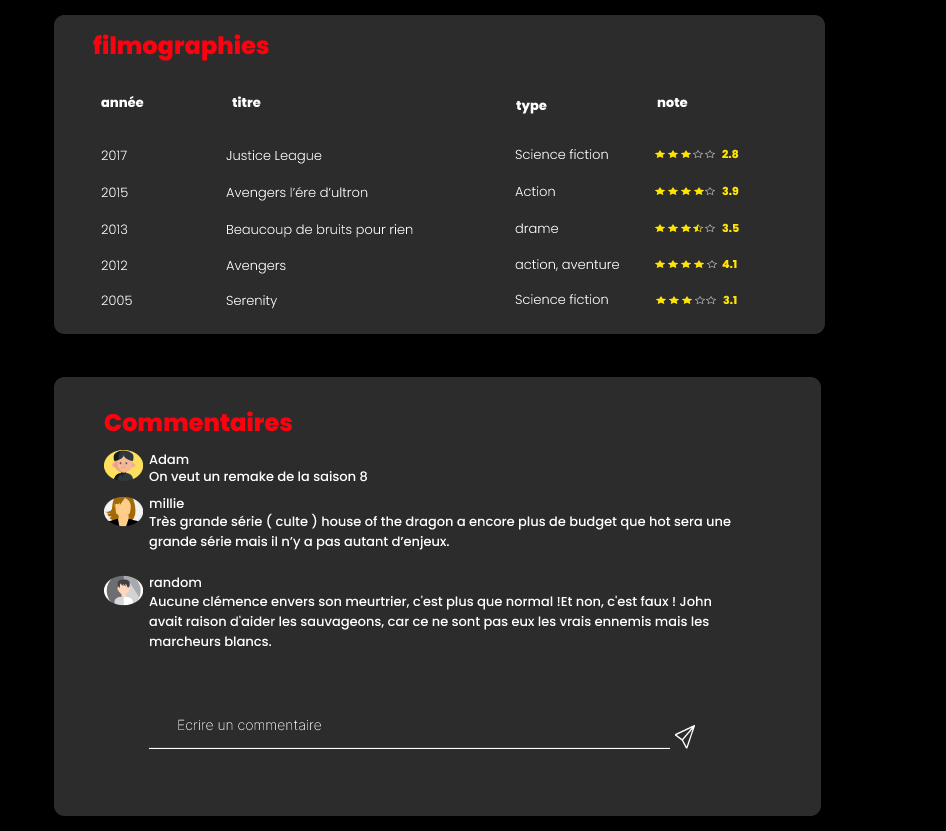 filmographies
année titre type note
2017 Justice League Science fiction 2.8
2015 Avengers l'ére d'ultron Action 3.9
2013 Beaucoup de bruits pour rien drame 3.5
2012 Avengers action, aventure 4.1
2005 Serenity Science fiction 3.1
Commentaires
Adam
On veut un remake de la saison 8
millie
Très grande série ( culte ) house of the dragon a encore plus de budget que hot sera une
grande série mais il n'y a pas autant d'enjeux.
random
Aucune clémence envers son meurtrier, c'est plus que normal !Et non, c'est faux ! John
avait raison d'aider les sauvageons, car ce ne sont pas eux les vrais ennemis mais les
marcheurs blancs.
Ecrire un commentaire